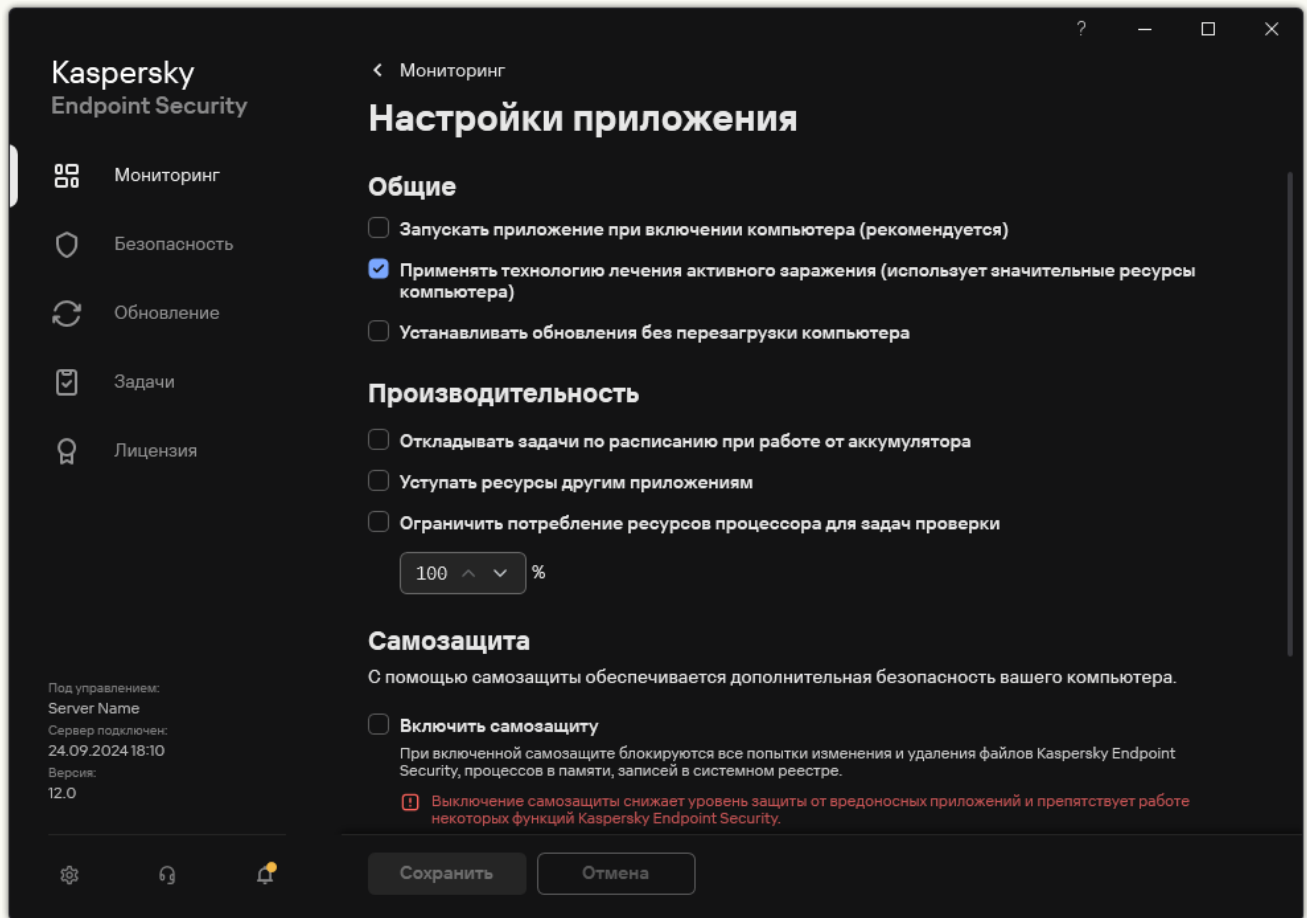 ?
Kaspersky
Endpoint Security
Мониторинг
Безопасность
Обновление
Задачи
Лицензия
Под управлением:
Server Name
Сервер подключен:
24.09.2024 18:10
Версия:
12.0
Мониторинг
Настройки приложения
Общие
Запускать приложение при включении компьютера (рекомендуется)
Применять технологию лечения активного заражения (использует значительные ресурсы
компьютера)
Устанавливать обновления без перезагрузки компьютера
Производительность
Откладывать задачи по расписанию при работе от аккумулятора
Уступать ресурсы другим приложениям
Ограничить потребление ресурсов процессора для задач проверки
100 %
Самозащита
С помощью самозащиты обеспечивается дополнительная безопасность вашего компьютера.
Включить самозащиту
При включенной самозащите блокируются все попытки изменения и удаления файлов Kaspersky Endpoint
Security, процессов в памяти, записей в системном реестре.
Выключение самозащиты снижает уровень защиты от вредоносных приложений и препятствует работе
некоторых функций Kaspersky Endpoint Security.
Сохранить
Отмена